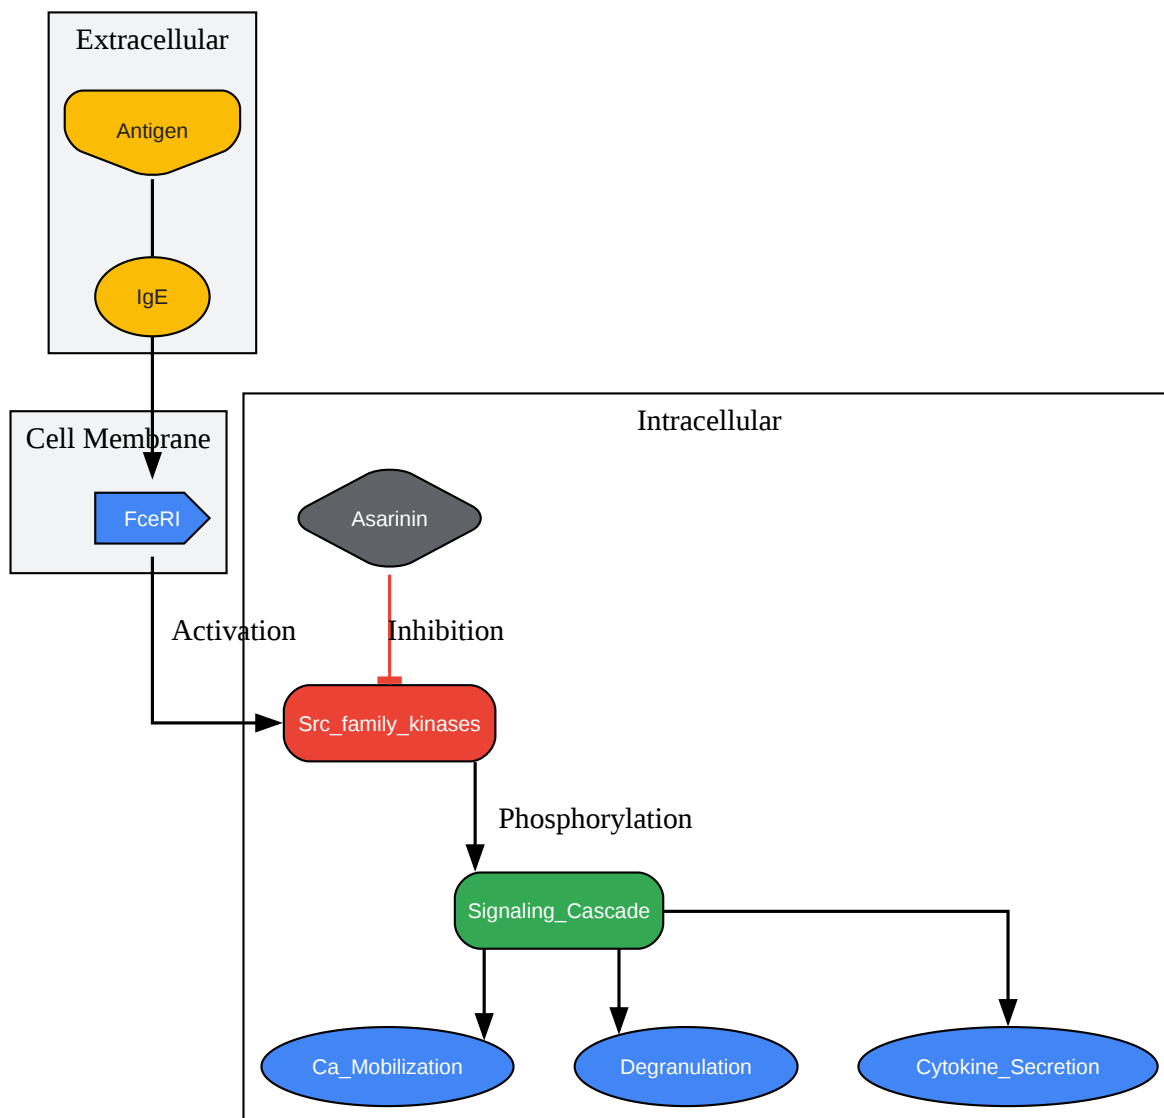 Extracellular
Antigen
IgE
Cell Membrane
FceRI
Intracellular
Asarinin
Activation
Inhibition
Src_family_kinases
Phosphorylation
Signaling_Cascade
Ca_Mobilization
Degranulation
Cytokine_Secretion